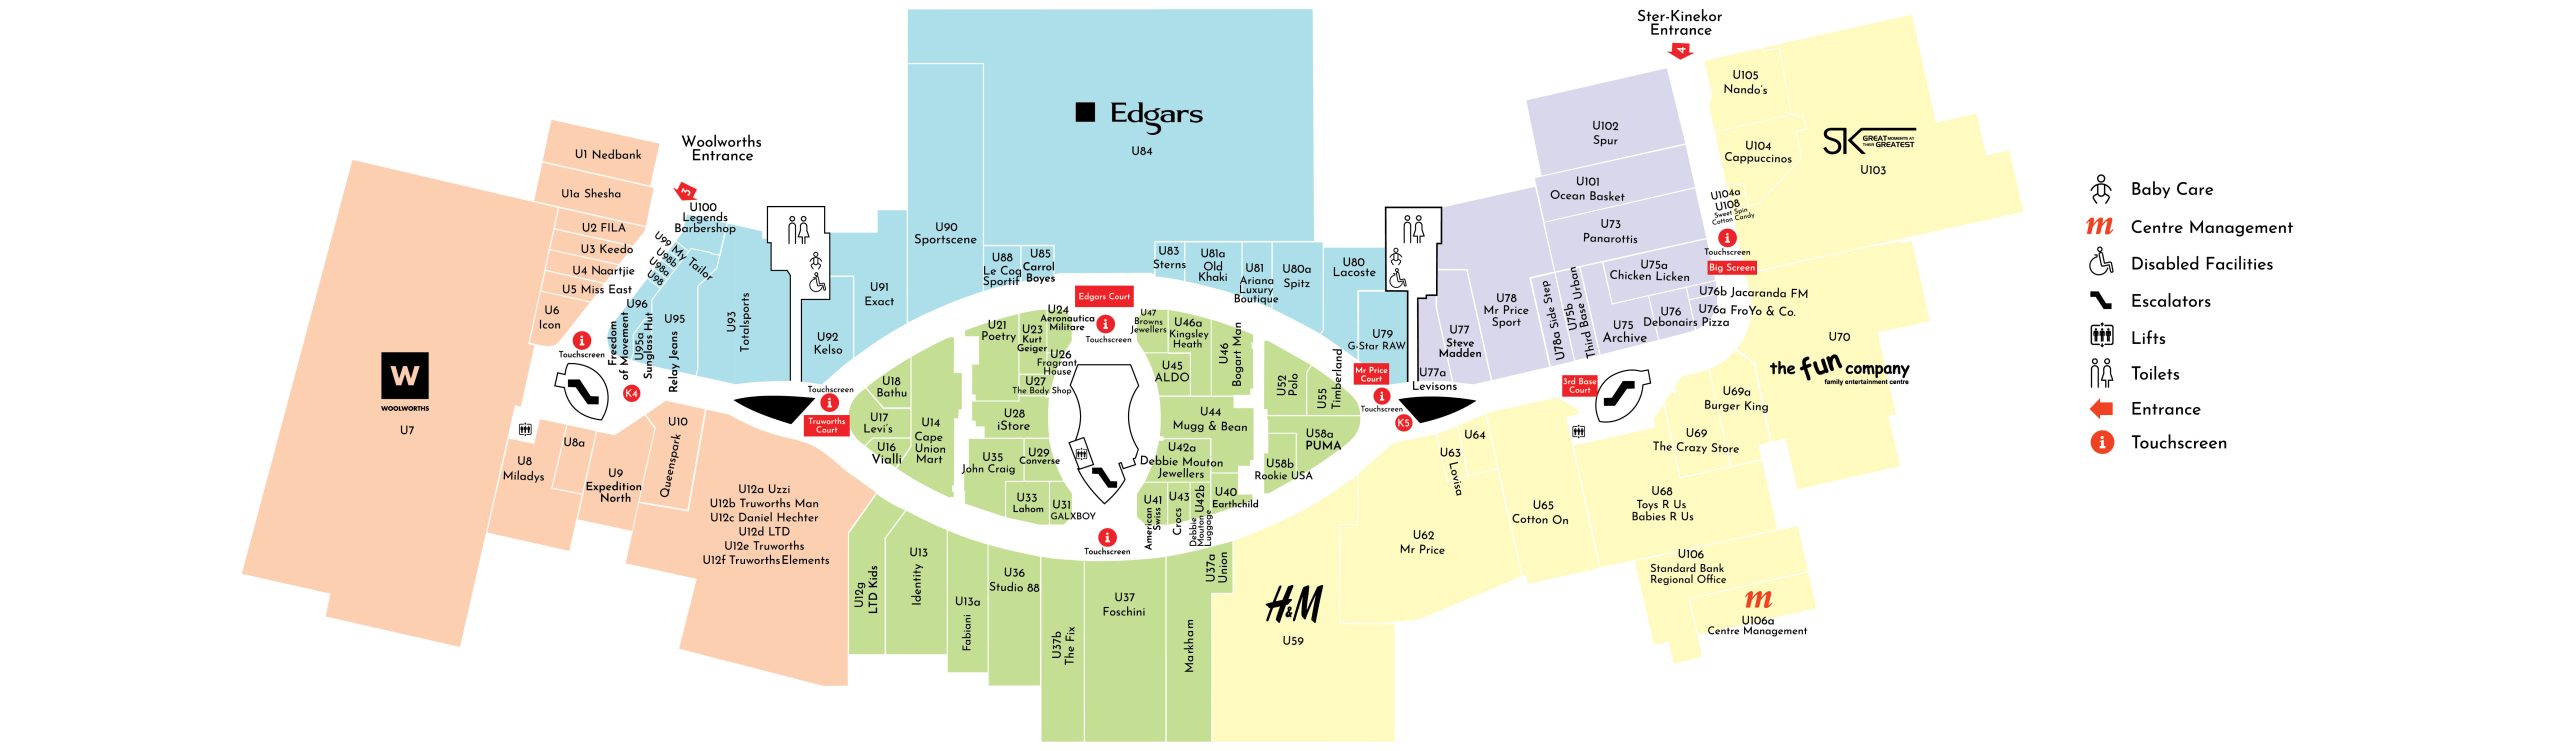 Woolworths
Entrance
3
Ster-Kinekor
Entrance
4
U1 Nedbank
U1a Shesha
U2 FILA
U3 Keedo
U4 Naartjie
U5 Miss East
U6
Icon
W
WOOLWORTHS
U7
U8
Miladys
U8a
U9
Expedition
North
U10
Queenspark
U12a Uzzi
U12b Truworths Man
U12c Daniel Hechter
U12d LTD
U12e Truworths
U12f TruworthsElements
i
Touchscreen
K4
U100
Legends
Barbershop
U99 My Tailor
U98b
U98a
U98
U96
Freedom
of Movement
U95a
Sunglass Hut
U95
Relay Jeans
U93
Totalsports
U92
Kelso
U91
Exact
U90
Sportscene
Edgars
U84
U88
Le Coq
Sportif
U85
Carrol
Boyes
U83
Sterns
U81a
Old
Khaki
U81
Ariana
Luxury
Boutique
U80a
Spitz
U80
Lacoste
U79
G-Star RAW
Touchscreen
i
Truworths
Court
Edgars Court
i
Touchscreen
Mr Price
Court
i
Touchscreen
K5
U18
Bathu
U17
Levi's
U16
Vialli
U14
Cape
Union
Mart
U21
Poetry
U23
Kurt
Geiger
U24
Aeronautica
Militare
U26
Fragrant
House
U27
The Body Shop
U28
iStore
U29
Converse
U35
John Craig
U33
Lahom
U31
GALXBOY
U47
Browns
Jewellers
U46a
Kingsley
Heath
U46
Bogart Man
U45
ALDO
U44
Mugg & Bean
U42a
Debbie Mouton
Jewellers
U41
American
Swiss
U43
Crocs
U42b
Debbie
Mouton
Luggage
U40
Earthchild
U52
Polo
U55
Timberland
U58a
PUMA
U58b
Rookie USA
i
Touchscreen
U12g
LTD Kids
U13
Identity
U13a
Fabiani
U36
Studio 88
U37b
The Fix
U37
Foschini
Markham
U37a
Union
H&M
U59
U77a
Levisons
U77
Steve
Madden
U78
Mr Price
Sport
U78a Side Step
U75b
Third Base Urban
U75
Archive
U75a
Chicken Licken
U76
Debonairs Pizza
U76b Jacaranda FM
U76a FroYo & Co.
U73
Panarottis
U101
Ocean Basket
U102
Spur
U105
Nando's
U104
Cappuccinos
U104a
U108
Sweet Spin
Cotton Candy
i
Touchscreen
Big Screen
SK GREAT MOMENTS AT
THEIR GREATEST
U103
U70
the fun company
family entertainment centre
3rd Base
Court
U69a
Burger King
U69
The Crazy Store
U68
Toys R Us
Babies R Us
U64
U63
Lovisa
U65
Cotton On
U62
Mr Price
U106
Standard Bank
Regional Office
m
U106a
Centre Management
Baby Care
m Centre Management
Disabled Facilities
Escalators
Lifts
Toilets
Entrance
i Touchscreen